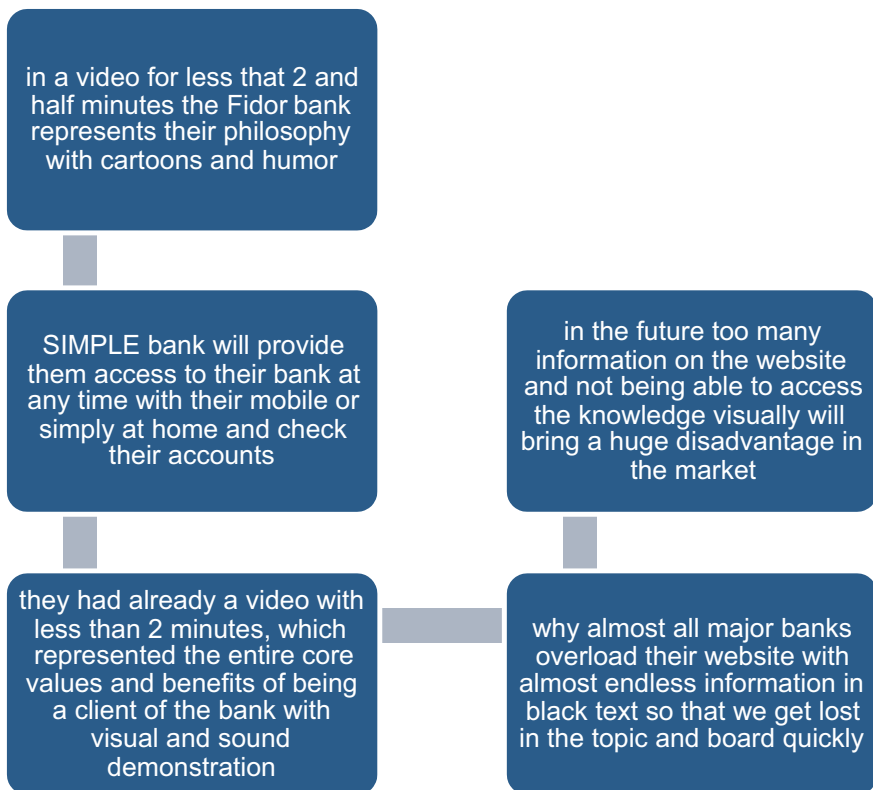 in a video for less that 2 and
half minutes the Fidor bank
represents their philosophy
with cartoons and humor
SIMPLE bank will provide
them access to their bank at
any time with their mobile or
simply at home and check
their accounts
they had already a video with
less than 2 minutes, which
represented the entire core
values and benefits of being
a client of the bank with
visual and sound
demonstration
why almost all major banks
overload their website with
almost endless information in
black text so that we get lost
in the topic and board quickly
in the future too many
information on the website
and not being able to access
the knowledge visually will
bring a huge disadvantage in
the market